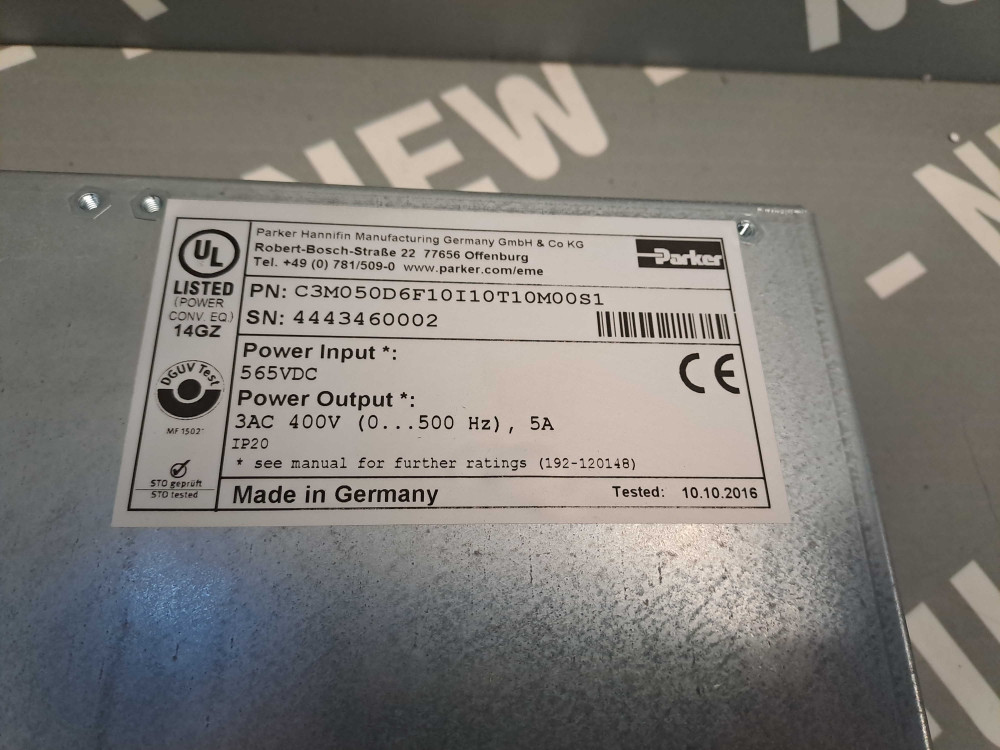 NEW - NEW
NEW
UL
LISTED
(POWER
CONV. EQ.)
14GZ
DGUV Test
MF 1502
STO geprüft
STO tested
Parker Hannifin Manufacturing Germany GmbH & Co KG
Robert-Bosch-Straße 22 77656 Offenburg
Tel. +49 (0) 781/509-0 www.parker.com/eme
Parker
PN: C3M050D6F10I10T10M00S1
SN: 4443460002
Power Input *:
565VDC
CE
Power Output *:
3AC 400V (0...500 Hz), 5A
IP20
* see manual for further ratings (192-120148)
Made in Germany
Tested: 10.10.2016